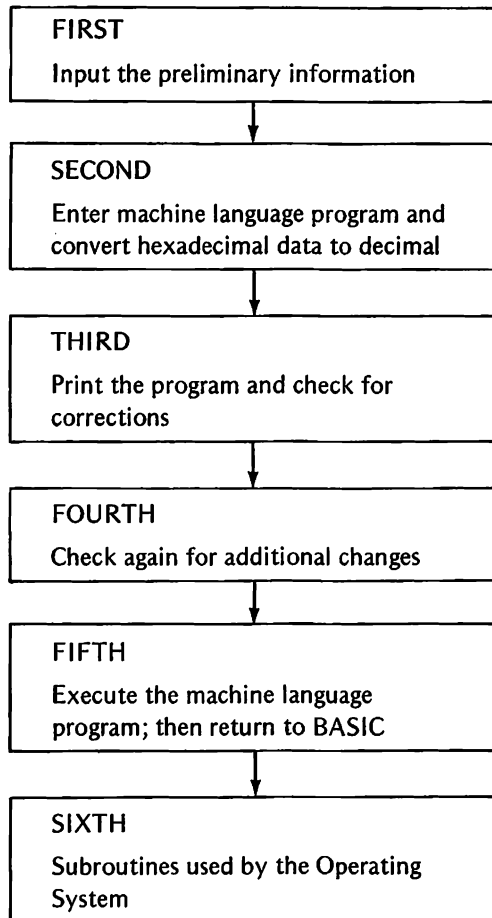 FIRST
Input the preliminary information
SECOND
Enter machine language program and
convert hexadecimal data to decimal
THIRD
Print the program and check for
corrections
FOURTH
Check again for additional changes
FIFTH
Execute the machine language
program; then return to BASIC
SIXTH
Subroutines used by the Operating
System